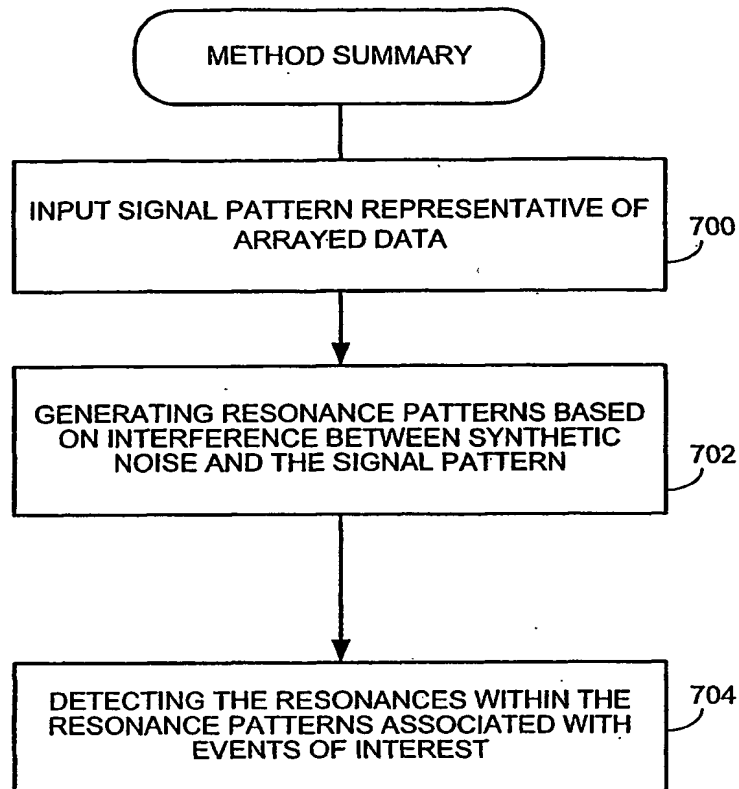 METHOD SUMMARY
INPUT SIGNAL PATTERN REPRESENTATIVE OF
ARRAYED DATA
700
GENERATING RESONANCE PATTERNS BASED
ON INTERFERENCE BETWEEN SYNTHETIC
NOISE AND THE SIGNAL PATTERN
702
DETECTING THE RESONANCES WITHIN THE
RESONANCE PATTERNS ASSOCIATED WITH
EVENTS OF INTEREST
704